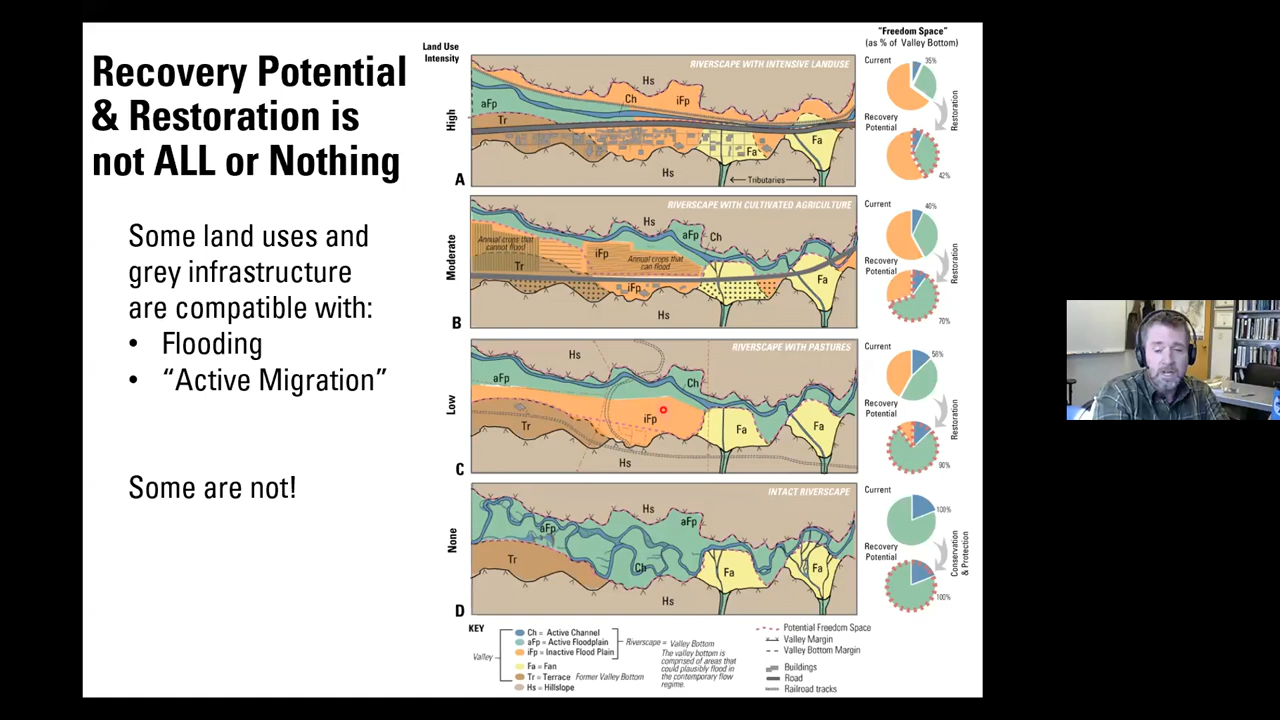 Recovery Potential
& Restoration is
not ALL or Nothing
Some land uses and
grey infrastructure
are compatible with:
• Flooding
• “Active Migration”
Some are not!
Land Use
Intensity
"Freedom Space"
(as % of Valley Bottom)
High
A
RIVERSCAPE WITH INTENSIVE LANDUSE
Hs
Ch
iFp
aFp
Tr
Fa
Fa
Hs
Tributaries
Current
35%
Recovery
Potential
42%
Restoration
Moderate
B
RIVERSCAPE WITH CULTIVATED AGRICULTURE
Hs
aFp
Ch
Annual crops that
cannot flood
iFp
Annual crops that
can flood
Tr
iFp
Fa
Hs
Current
40%
Recovery
Potential
70%
Restoration
Low
C
RIVERSCAPE WITH PASTURES
Hs
aFp
Ch
iFp
Tr
Fa
Fa
Hs
Current
58%
Recovery
Potential
90%
Restoration
None
D
INTACT RIVERSCAPE
Hs
aFp
aFp
Tr
Ch
Fa
Fa
Hs
Current
100%
Recovery
Potential
100%
Conservation
& Protection
KEY
Valley
Ch = Active Channel
aFp = Active Floodplain
iFp = Inactive Flood Plain
Fa = Fan
Tr = Terrace Former Valley Bottom
Hs = Hillslope
Riverscape = Valley Bottom
The valley bottom is
comprised of areas that
could plausibly flood in
the contemporary flow
regime.
Potential Freedom Space
Valley Margin
Valley Bottom Margin
Buildings
Road
Railroad tracks